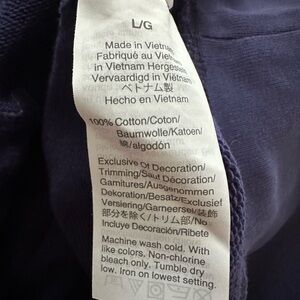 L/G
Made in Vietnam
Fabriqué au Vietnam
in Vietnam Hergestellt
Vervaardigd in Viëtnam
ベトナム製
Hecho en Vietnam
100% Cotton/Coton/
Baumwolle/Katoen/
綿/algodón
Exclusive Of Decoration/
Trimming/Sauf Décoration/
Garnitures/Ausgenommen
Dekoration/Besatz/Exclusief
Versiering/Garneersel/装飾
部分を除く/トリム部/No
Incluye Decoración/Ribete
Machine wash cold. With
like colors. Non-chlorine
bleach only. Tumble dry
low. Iron on lowest setting.